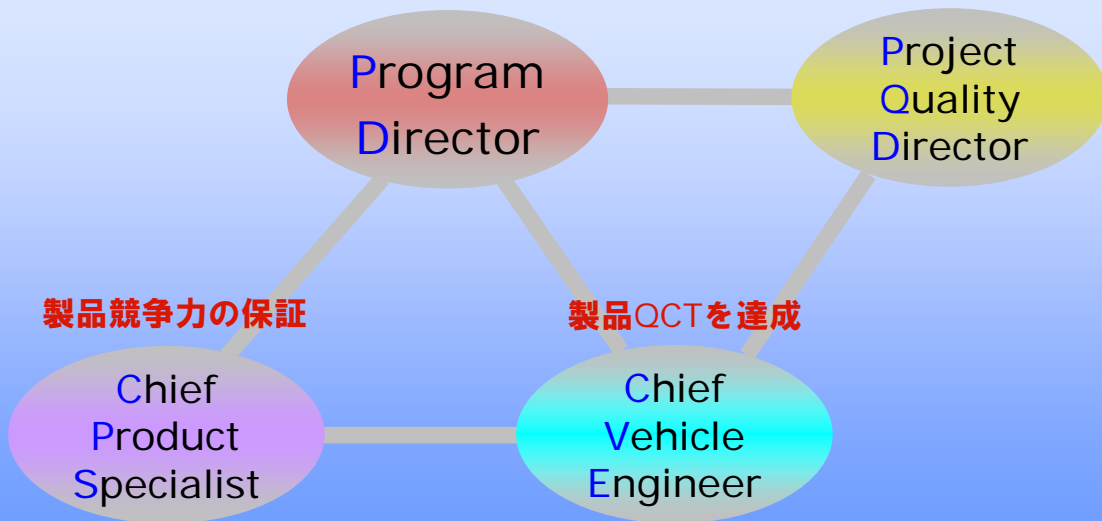 Program
Director
Project
Quality
Director
製品競争力の保証
製品QCTを達成
Chief
Product
Specialist
Chief
Vehicle
Engineer